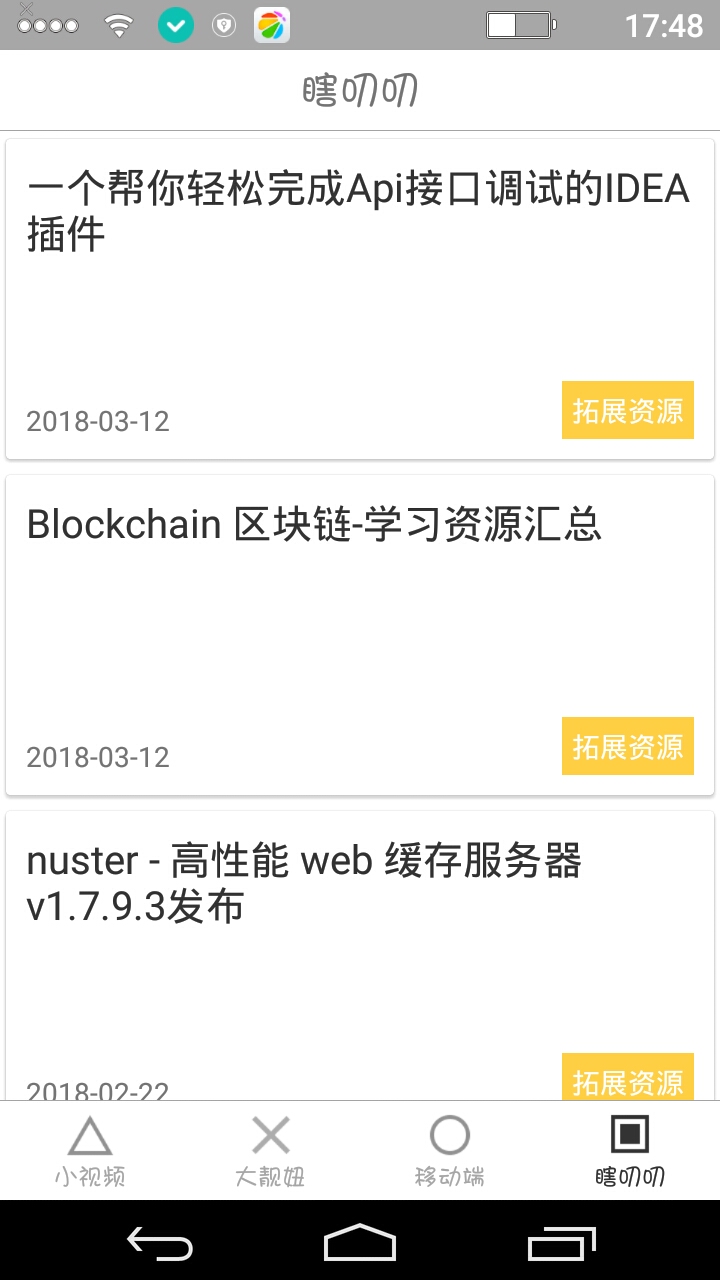 17:48
瞎叨叨
一个帮你轻松完成Api接口调试的IDEA
插件
2018-03-12
拓展资源
Blockchain 区块链-学习资源汇总
2018-03-12
拓展资源
nuster - 高性能 web 缓存服务器
v1.7.9.3发布
2018-02-22
拓展资源
小视频
大靓妞
移动端
瞎叨叨